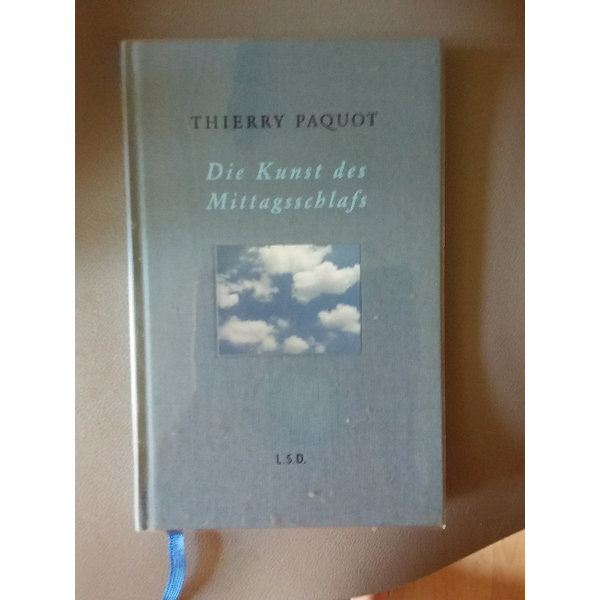 THIERRY PAQUOT
Die Kunst des
Mittagsschlafs
L.S.D.